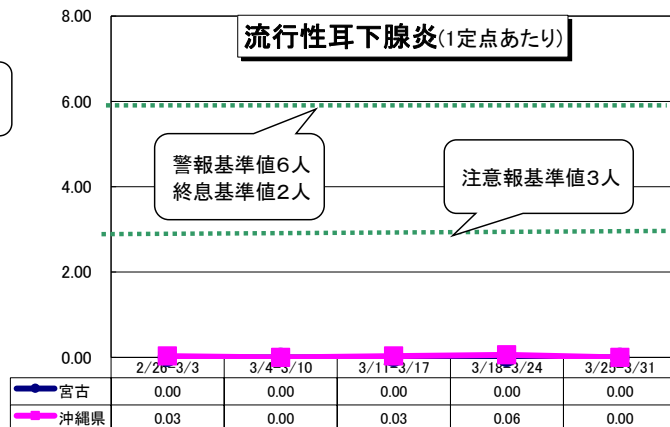 流行性耳下腺炎(1定点あたり)
8.00
6.00
警報基準値6人
終息基準値2人
注意報基準値3人
4.00
2.00
0.00
2/26-3/3 3/4-3/10 3/11-3/17 3/18-3/24 3/25-3/31
宮古 0.00 0.00 0.00 0.00 0.00
沖縄県 0.03 0.00 0.03 0.06 0.00